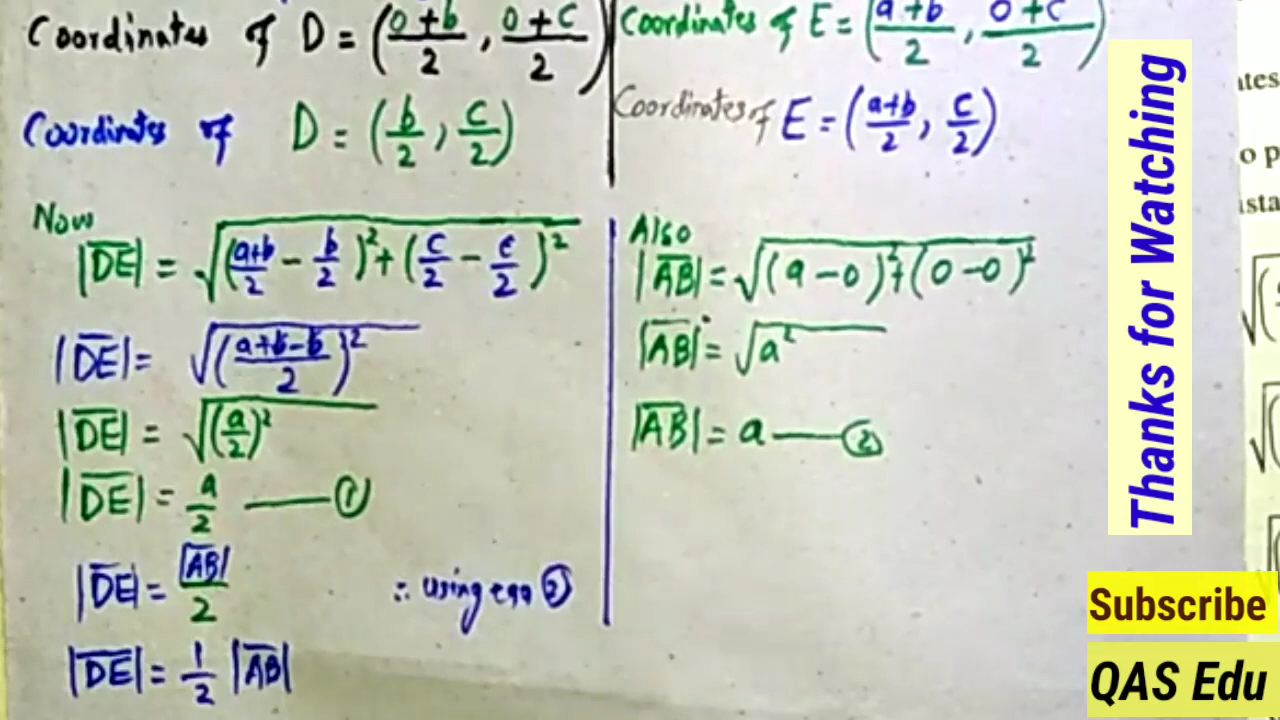 Coordinates of D = (0+b/2, 0+c/2)
Coordinates of D = (b/2, c/2)
Now
|DE| = √((a+b/2 - b/2)² + (c/2 - c/2)²)
|DE| = √((a+b-b/2)²)
|DE| = √((a/2)²)
|DE| = a/2 —— ①
|DE| = |AB|/2 ∴ using eqn ②
|DE| = 1/2 |AB|
Coordinates of E = (a+b/2, 0+c/2)
Coordinates of E = (a+b/2, c/2)
Also
|AB| = √((a-0)² + (0-0)²)
|AB| = √a²
|AB| = a —— ②
Thanks for Watching
Subscribe
QAS Edu